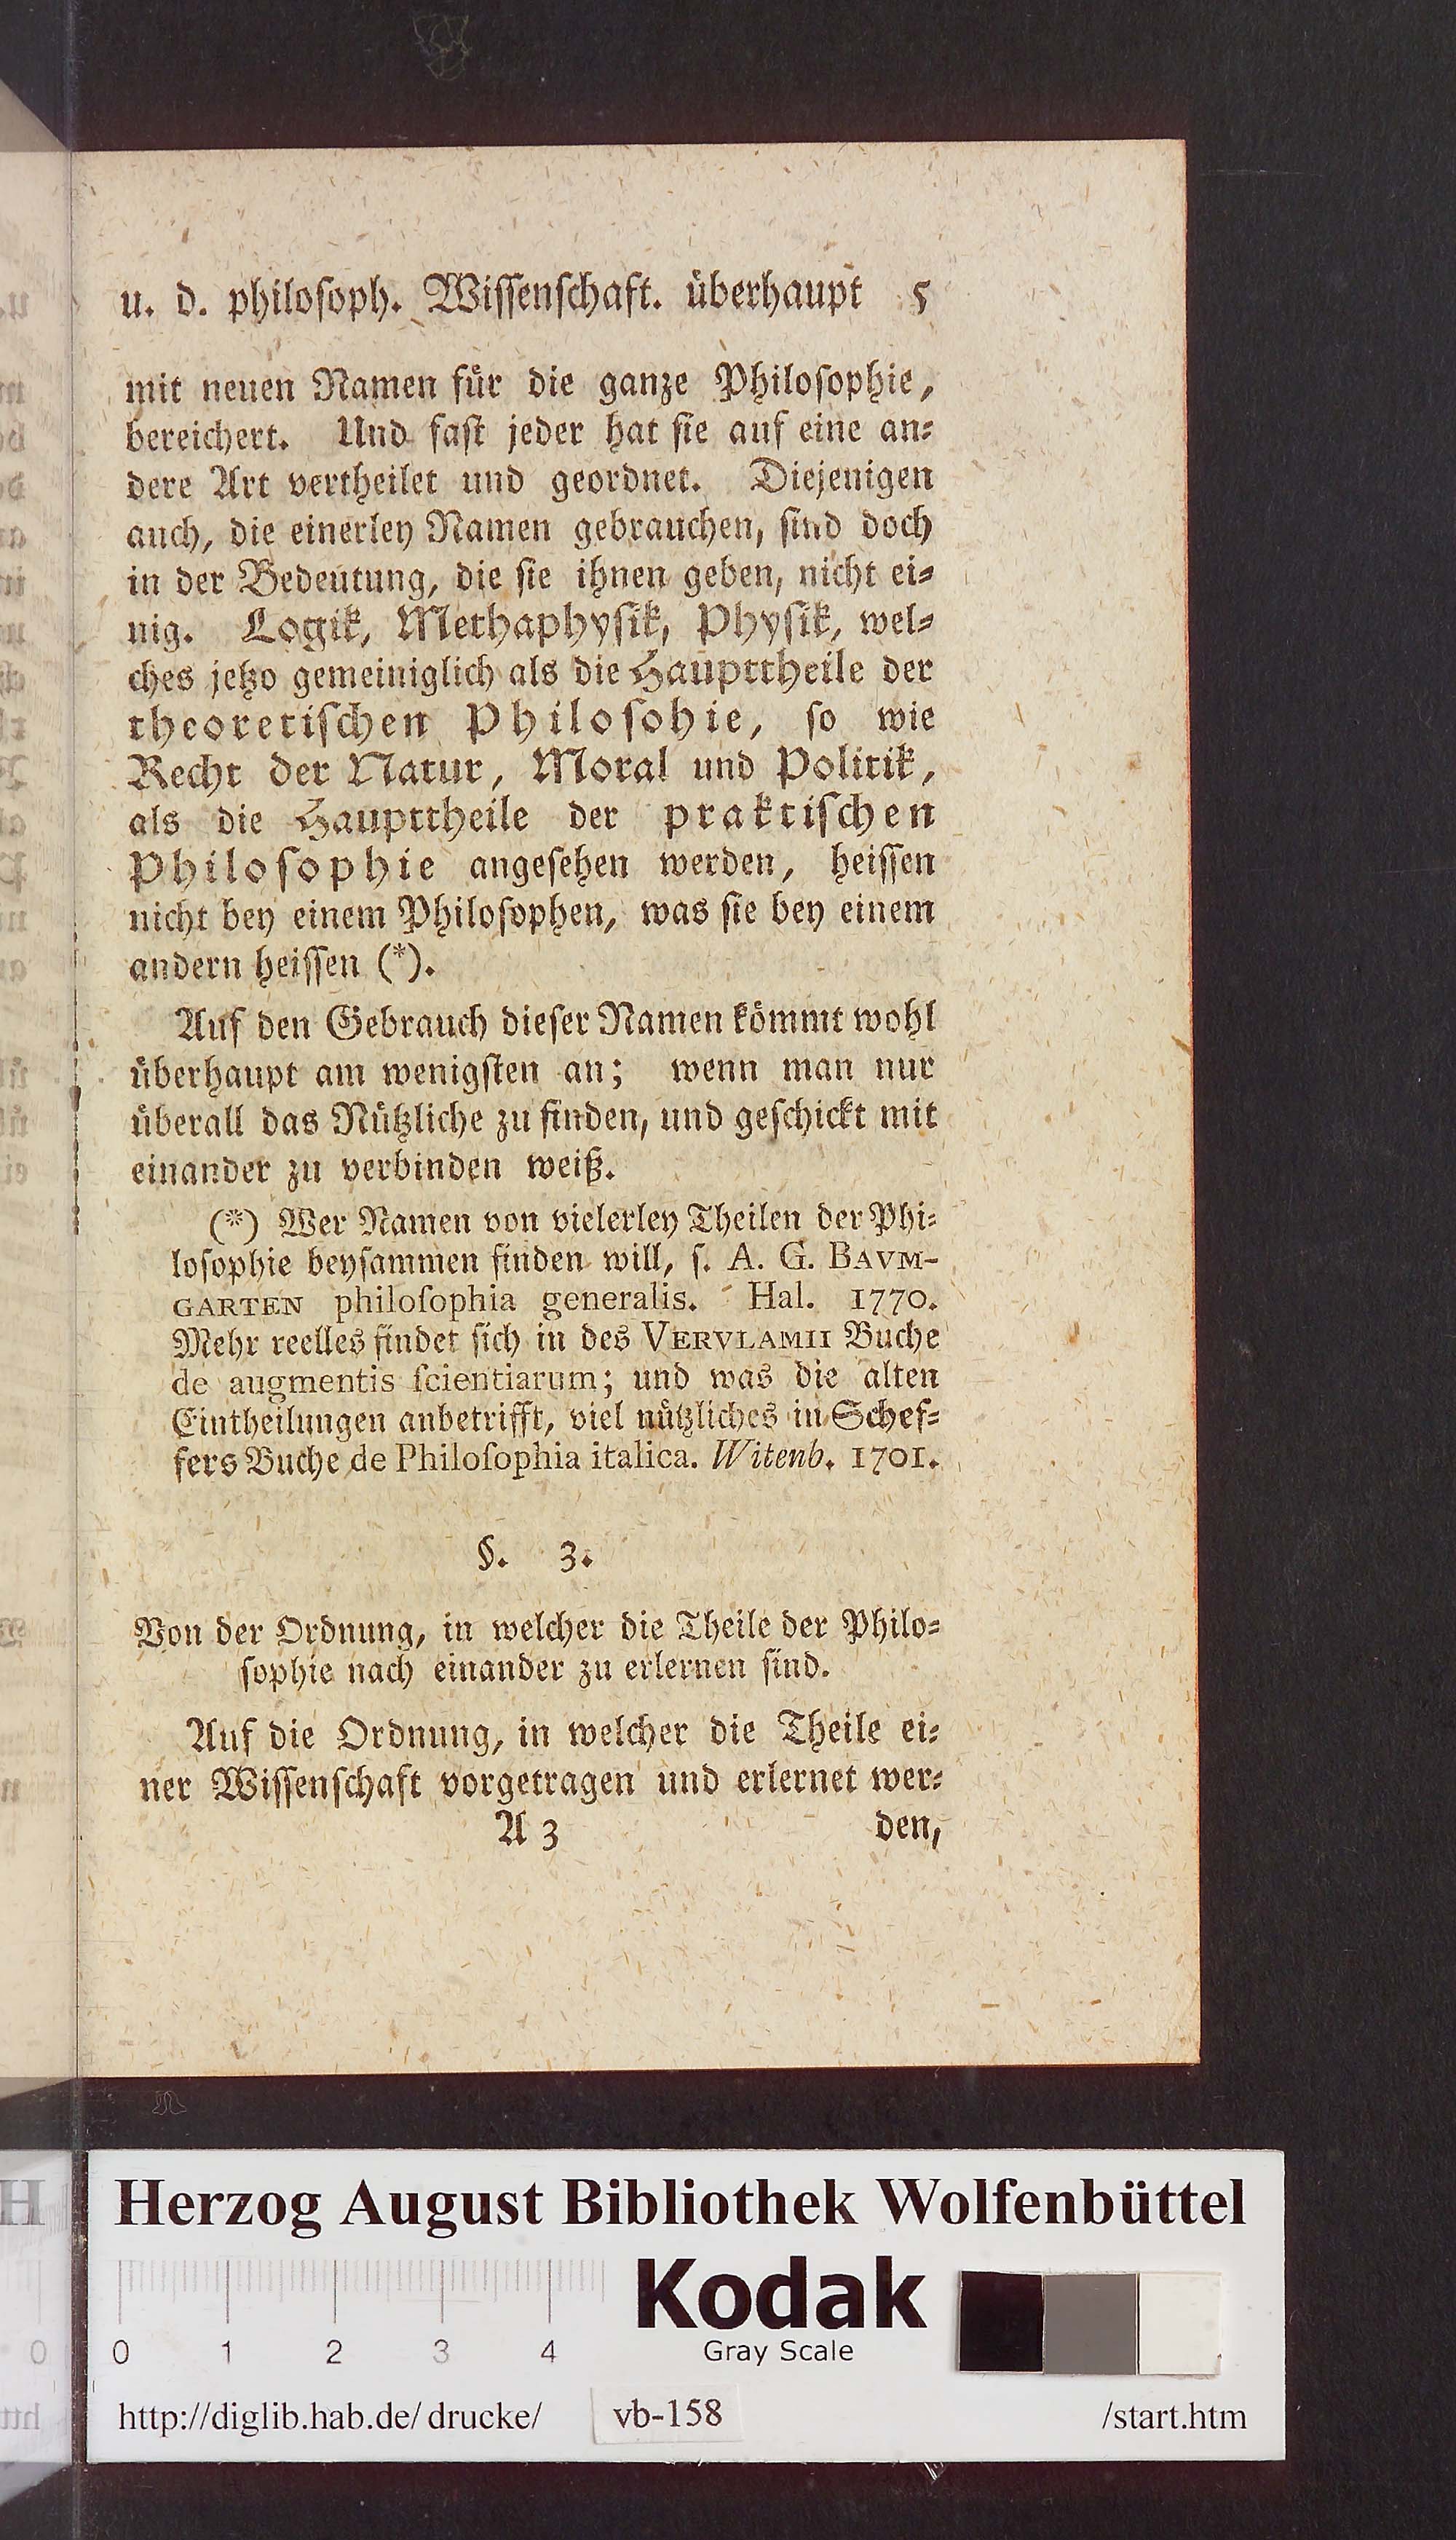 u. d. philoſoph. Wiſſenſchaft. überhaupt 5
mit neuen Namen für die ganze Philoſophie,
bereichert. Und faſt jeder hat ſie auf eine an⸗
dere Art vertheilet und geordnet. Diejenigen
auch, die einerley Namen gebrauchen, ſind doch
in der Bedeutung, die ſie ihnen geben, nicht ei⸗
nig. Logik, Methaphyſik, Phyſik, wel⸗
ches jetzo gemeiniglich als die Haupttheile der
theoretiſchen Philoſohie, ſo wie
Recht der Natur, Moral und Politik,
als die Haupttheile der praktiſchen
Philoſophie angeſehen werden, heiſſen
nicht bey einem Philoſophen, was ſie bey einem
andern heiſſen (*).
Auf den Gebrauch dieſer Namen kömmt wohl
überhaupt am wenigſten an; wenn man nur
überall das Nützliche zu finden, und geſchickt mit
einander zu verbinden weiß.
(*) Wer Namen von vielerley Theilen der Phi⸗
loſophie beyſammen finden will, ſ. A. G. BAVM-
GARTEN philoſophia generalis. Hal. 1770.
Mehr reelles findet ſich in des VERVLAMII Buche
de augmentis ſcientiarum; und was die alten
Eintheilungen anbetrifft, viel nützliches in Schef⸗
fers Buche de Philoſophia italica. Witenb. 1701.
§. 3.
Von der Ordnung, in welcher die Theile der Philo⸗
ſophie nach einander zu erlernen ſind.
Auf die Ordnung, in welcher die Theile ei⸗
ner Wiſſenſchaft vorgetragen und erlernet wer⸗
A 3 den,
Herzog August Bibliothek Wolfenbüttel
Kodak
Gray Scale
0 1 2 3 4
http://diglib.hab.de/drucke/ vb-158 /start.htm